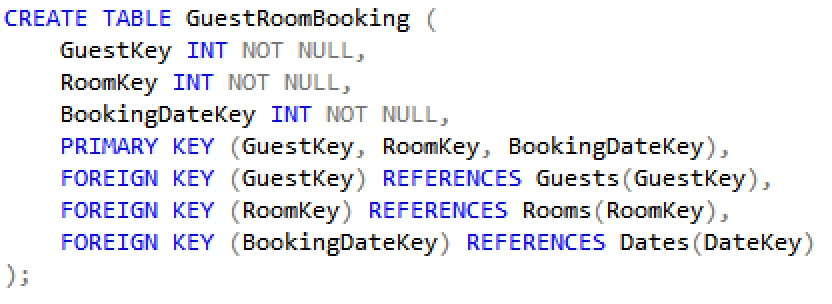 CREATE TABLE GuestRoomBooking (
    GuestKey INT NOT NULL,
    RoomKey INT NOT NULL,
    BookingDateKey INT NOT NULL,
    PRIMARY KEY (GuestKey, RoomKey, BookingDateKey),
    FOREIGN KEY (GuestKey) REFERENCES Guests(GuestKey),
    FOREIGN KEY (RoomKey) REFERENCES Rooms(RoomKey),
    FOREIGN KEY (BookingDateKey) REFERENCES Dates(DateKey)
);